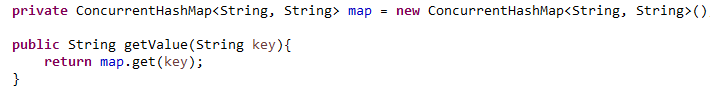 private ConcurrentHashMap<String, String> map = new ConcurrentHashMap<String, String>()
public String getValue(String key){
    return map.get(key);
}